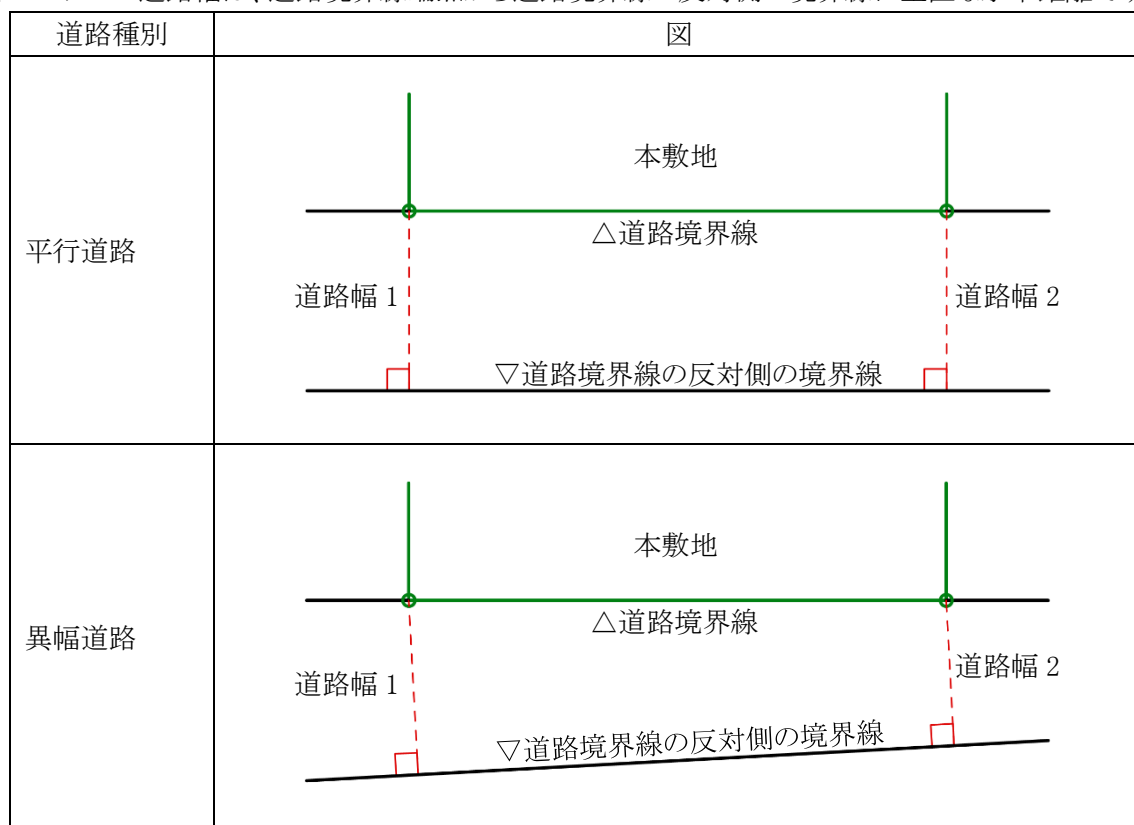 道路種別
図
平行道路
本敷地
△道路境界線
道路幅 1
道路幅 2
▽道路境界線の反対側の境界線
異幅道路
本敷地
△道路境界線
道路幅 1
道路幅 2
▽道路境界線の反対側の境界線